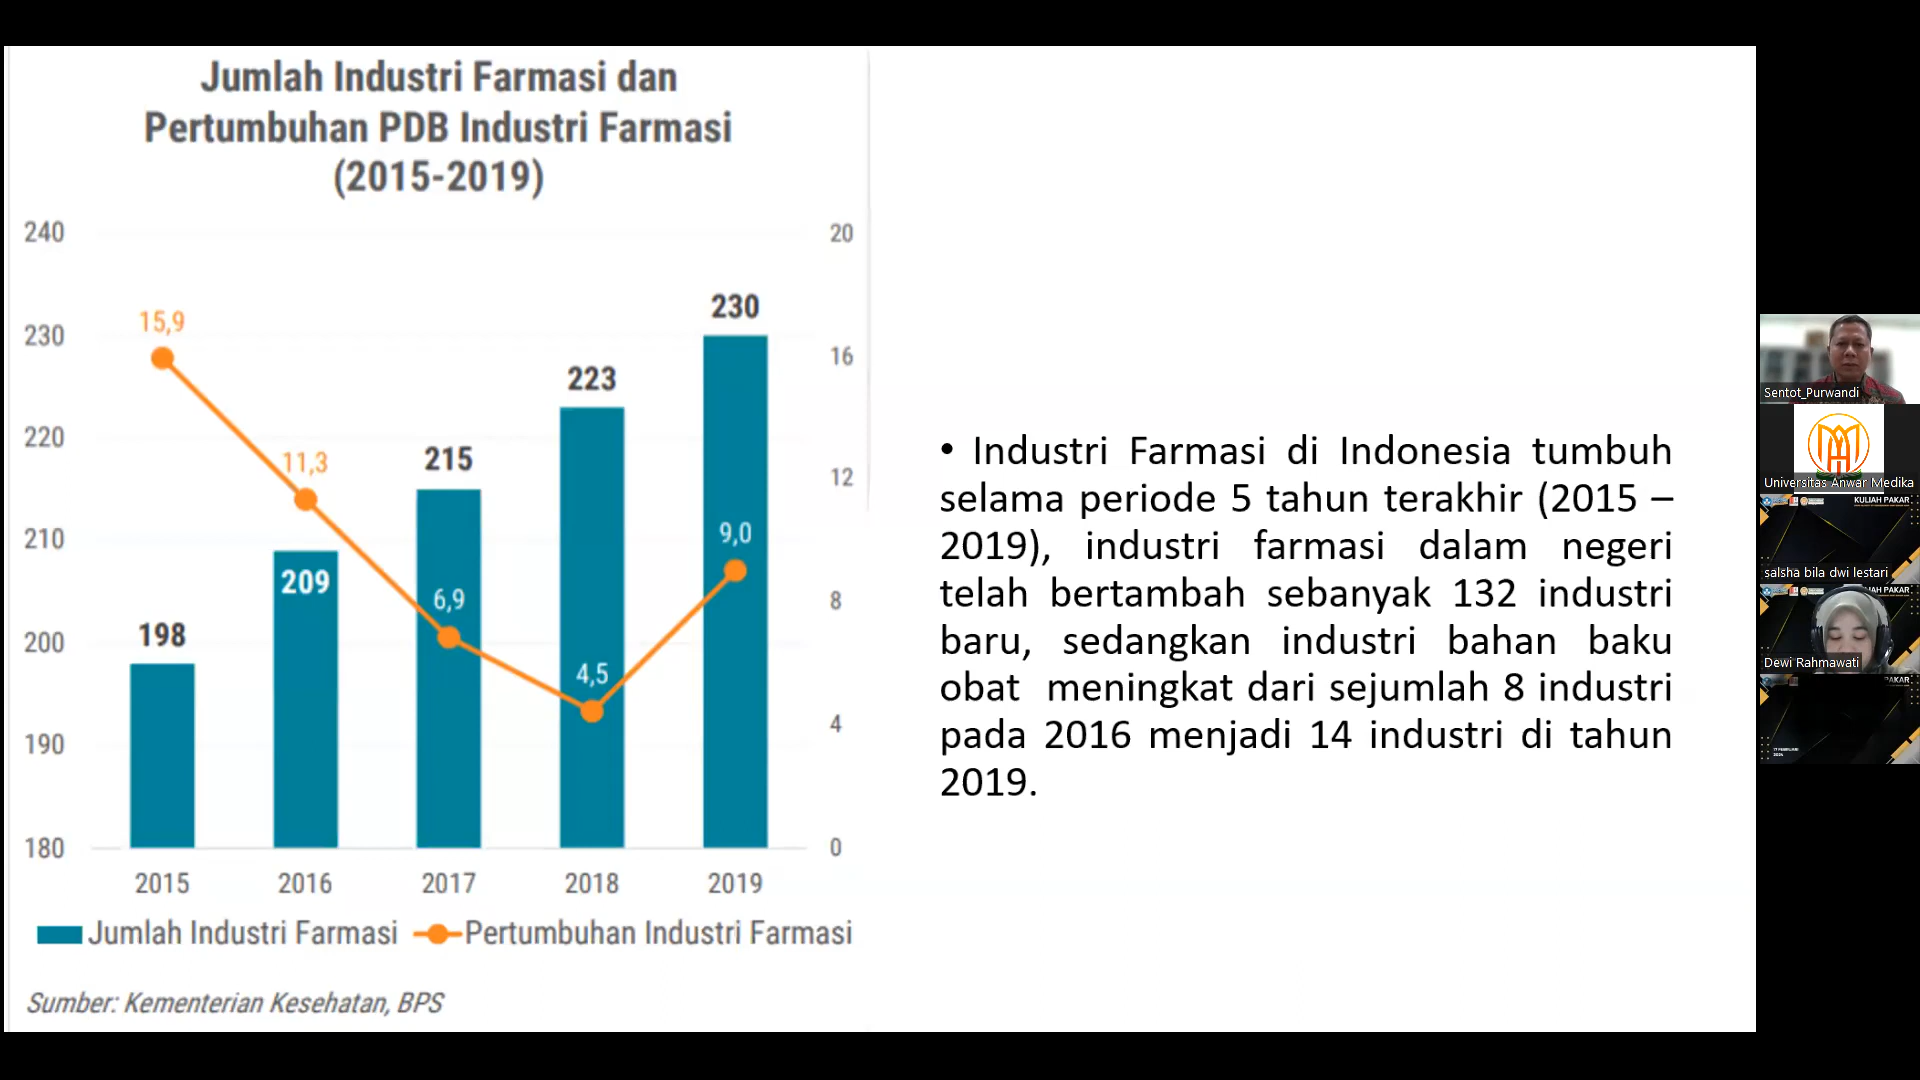 Jumlah Industri Farmasi dan
Pertumbuhan PDB Industri Farmasi
(2015-2019)
240
230
220
210
200
190
180
20
16
12
8
4
0
15,9
11,3
6,9
4,5
9,0
198
209
215
223
230
2015 2016 2017 2018 2019
Jumlah Industri Farmasi Pertumbuhan Industri Farmasi
Sumber: Kementerian Kesehatan, BPS
• Industri Farmasi di Indonesia tumbuh
selama periode 5 tahun terakhir (2015 –
2019), industri farmasi dalam negeri
telah bertambah sebanyak 132 industri
baru, sedangkan industri bahan baku
obat meningkat dari sejumlah 8 industri
pada 2016 menjadi 14 industri di tahun
2019.
Sentot_Purwandi
Universitas Anwar Medika
KULIAH PAKAR
salsha bila dwi lestari
PAKAR
Dewi Rahmawati
PAKAR